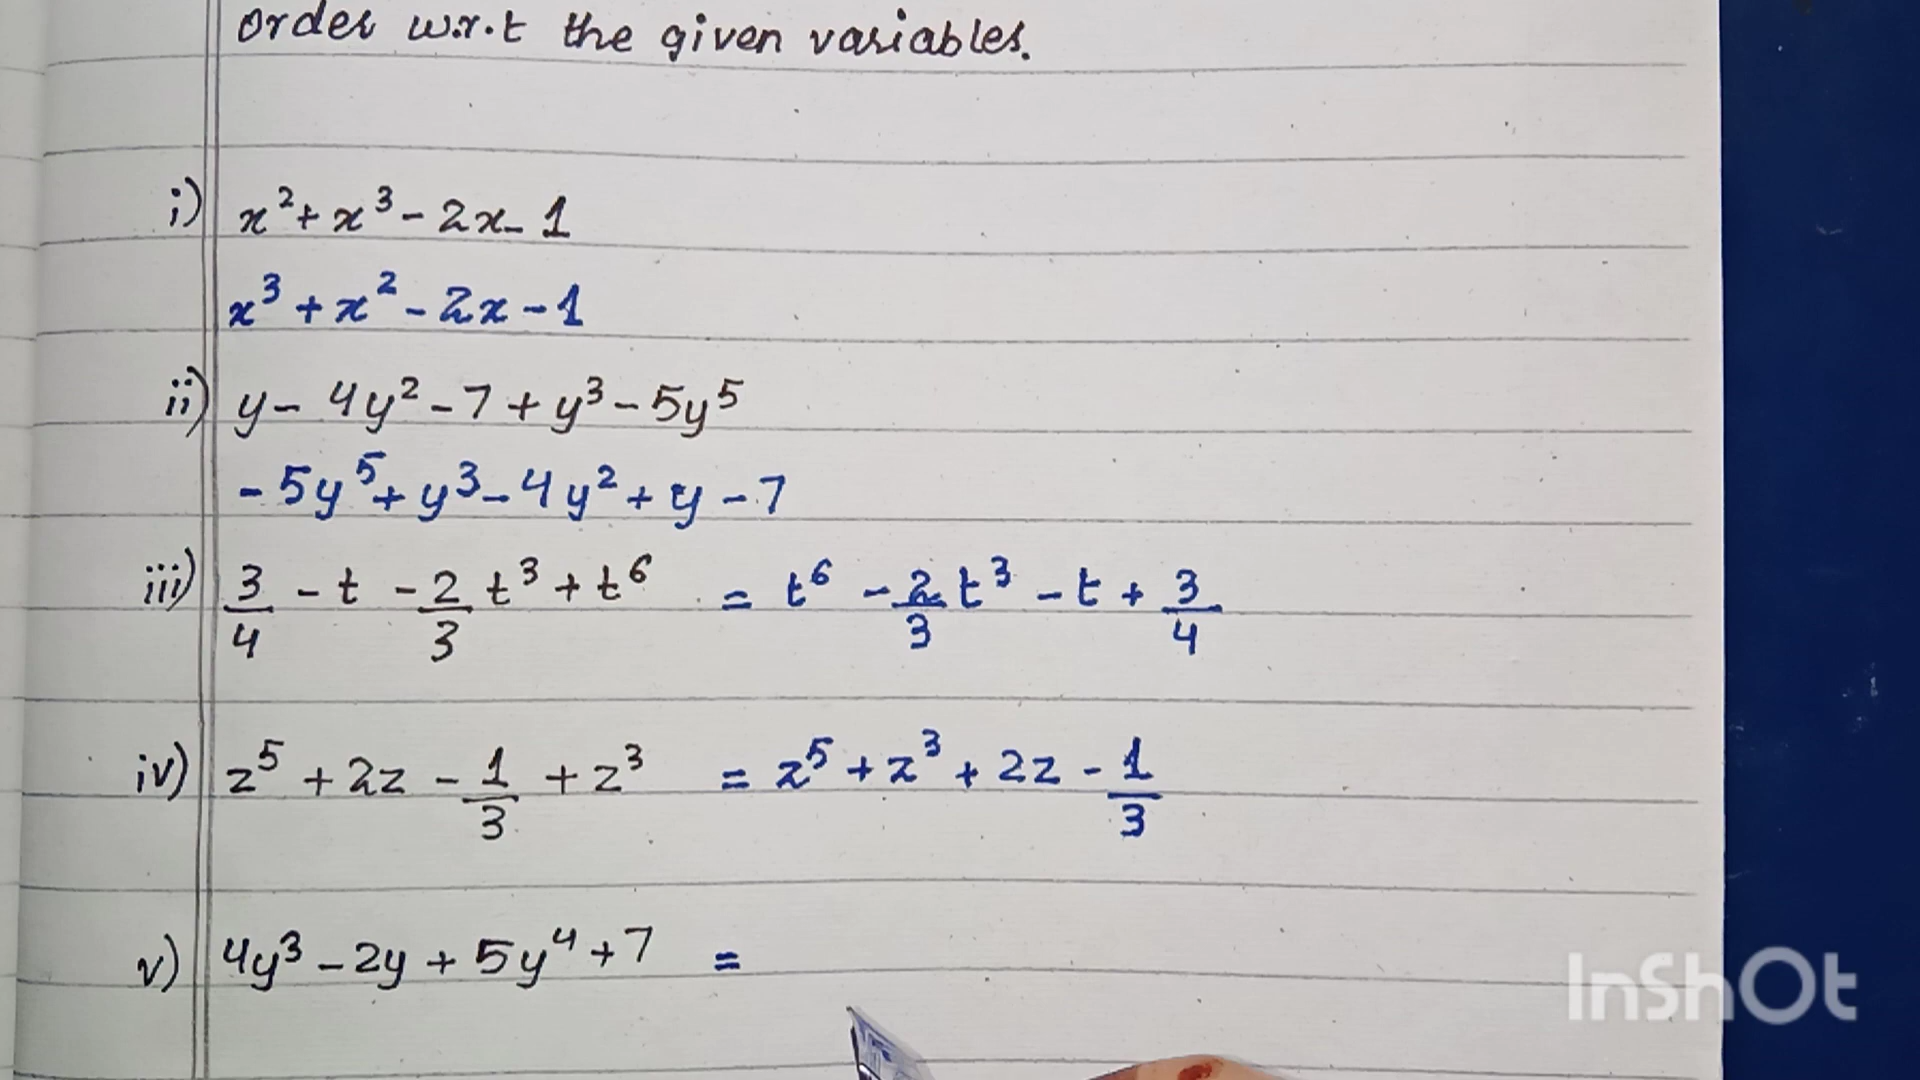 order w.r.t the given variables.
i) x² + x³ - 2x - 1
x³ + x² - 2x - 1
ii) y - 4y² - 7 + y³ - 5y⁵
- 5y⁵ + y³ - 4y² + y - 7
iii) 3/4 - t - 2/3 t³ + t⁶ = t⁶ - 2/3 t³ - t + 3/4
iv) z⁵ + 2z - 1/3 + z³ = z⁵ + z³ + 2z - 1/3
v) 4y³ - 2y + 5y⁴ + 7 =
InShOt